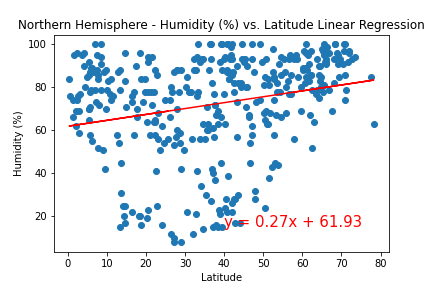 Northern Hemisphere - Humidity (%) vs. Latitude Linear Regression
100
80
60
40
20
Humidity (%)
y = 0.27x + 61.93
0 10 20 30 40 50 60 70 80
Latitude